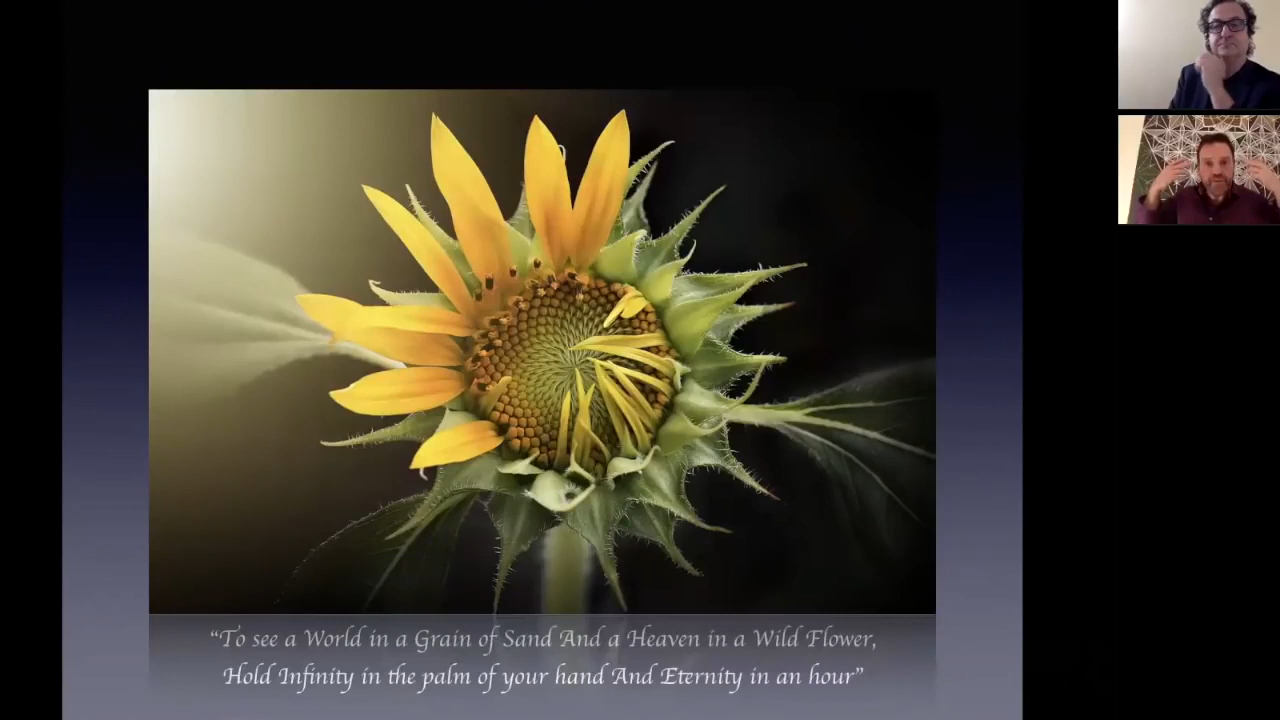 “To see a World in a Grain of Sand And a Heaven in a Wild Flower,
Hold Infinity in the palm of your hand And Eternity in an hour”